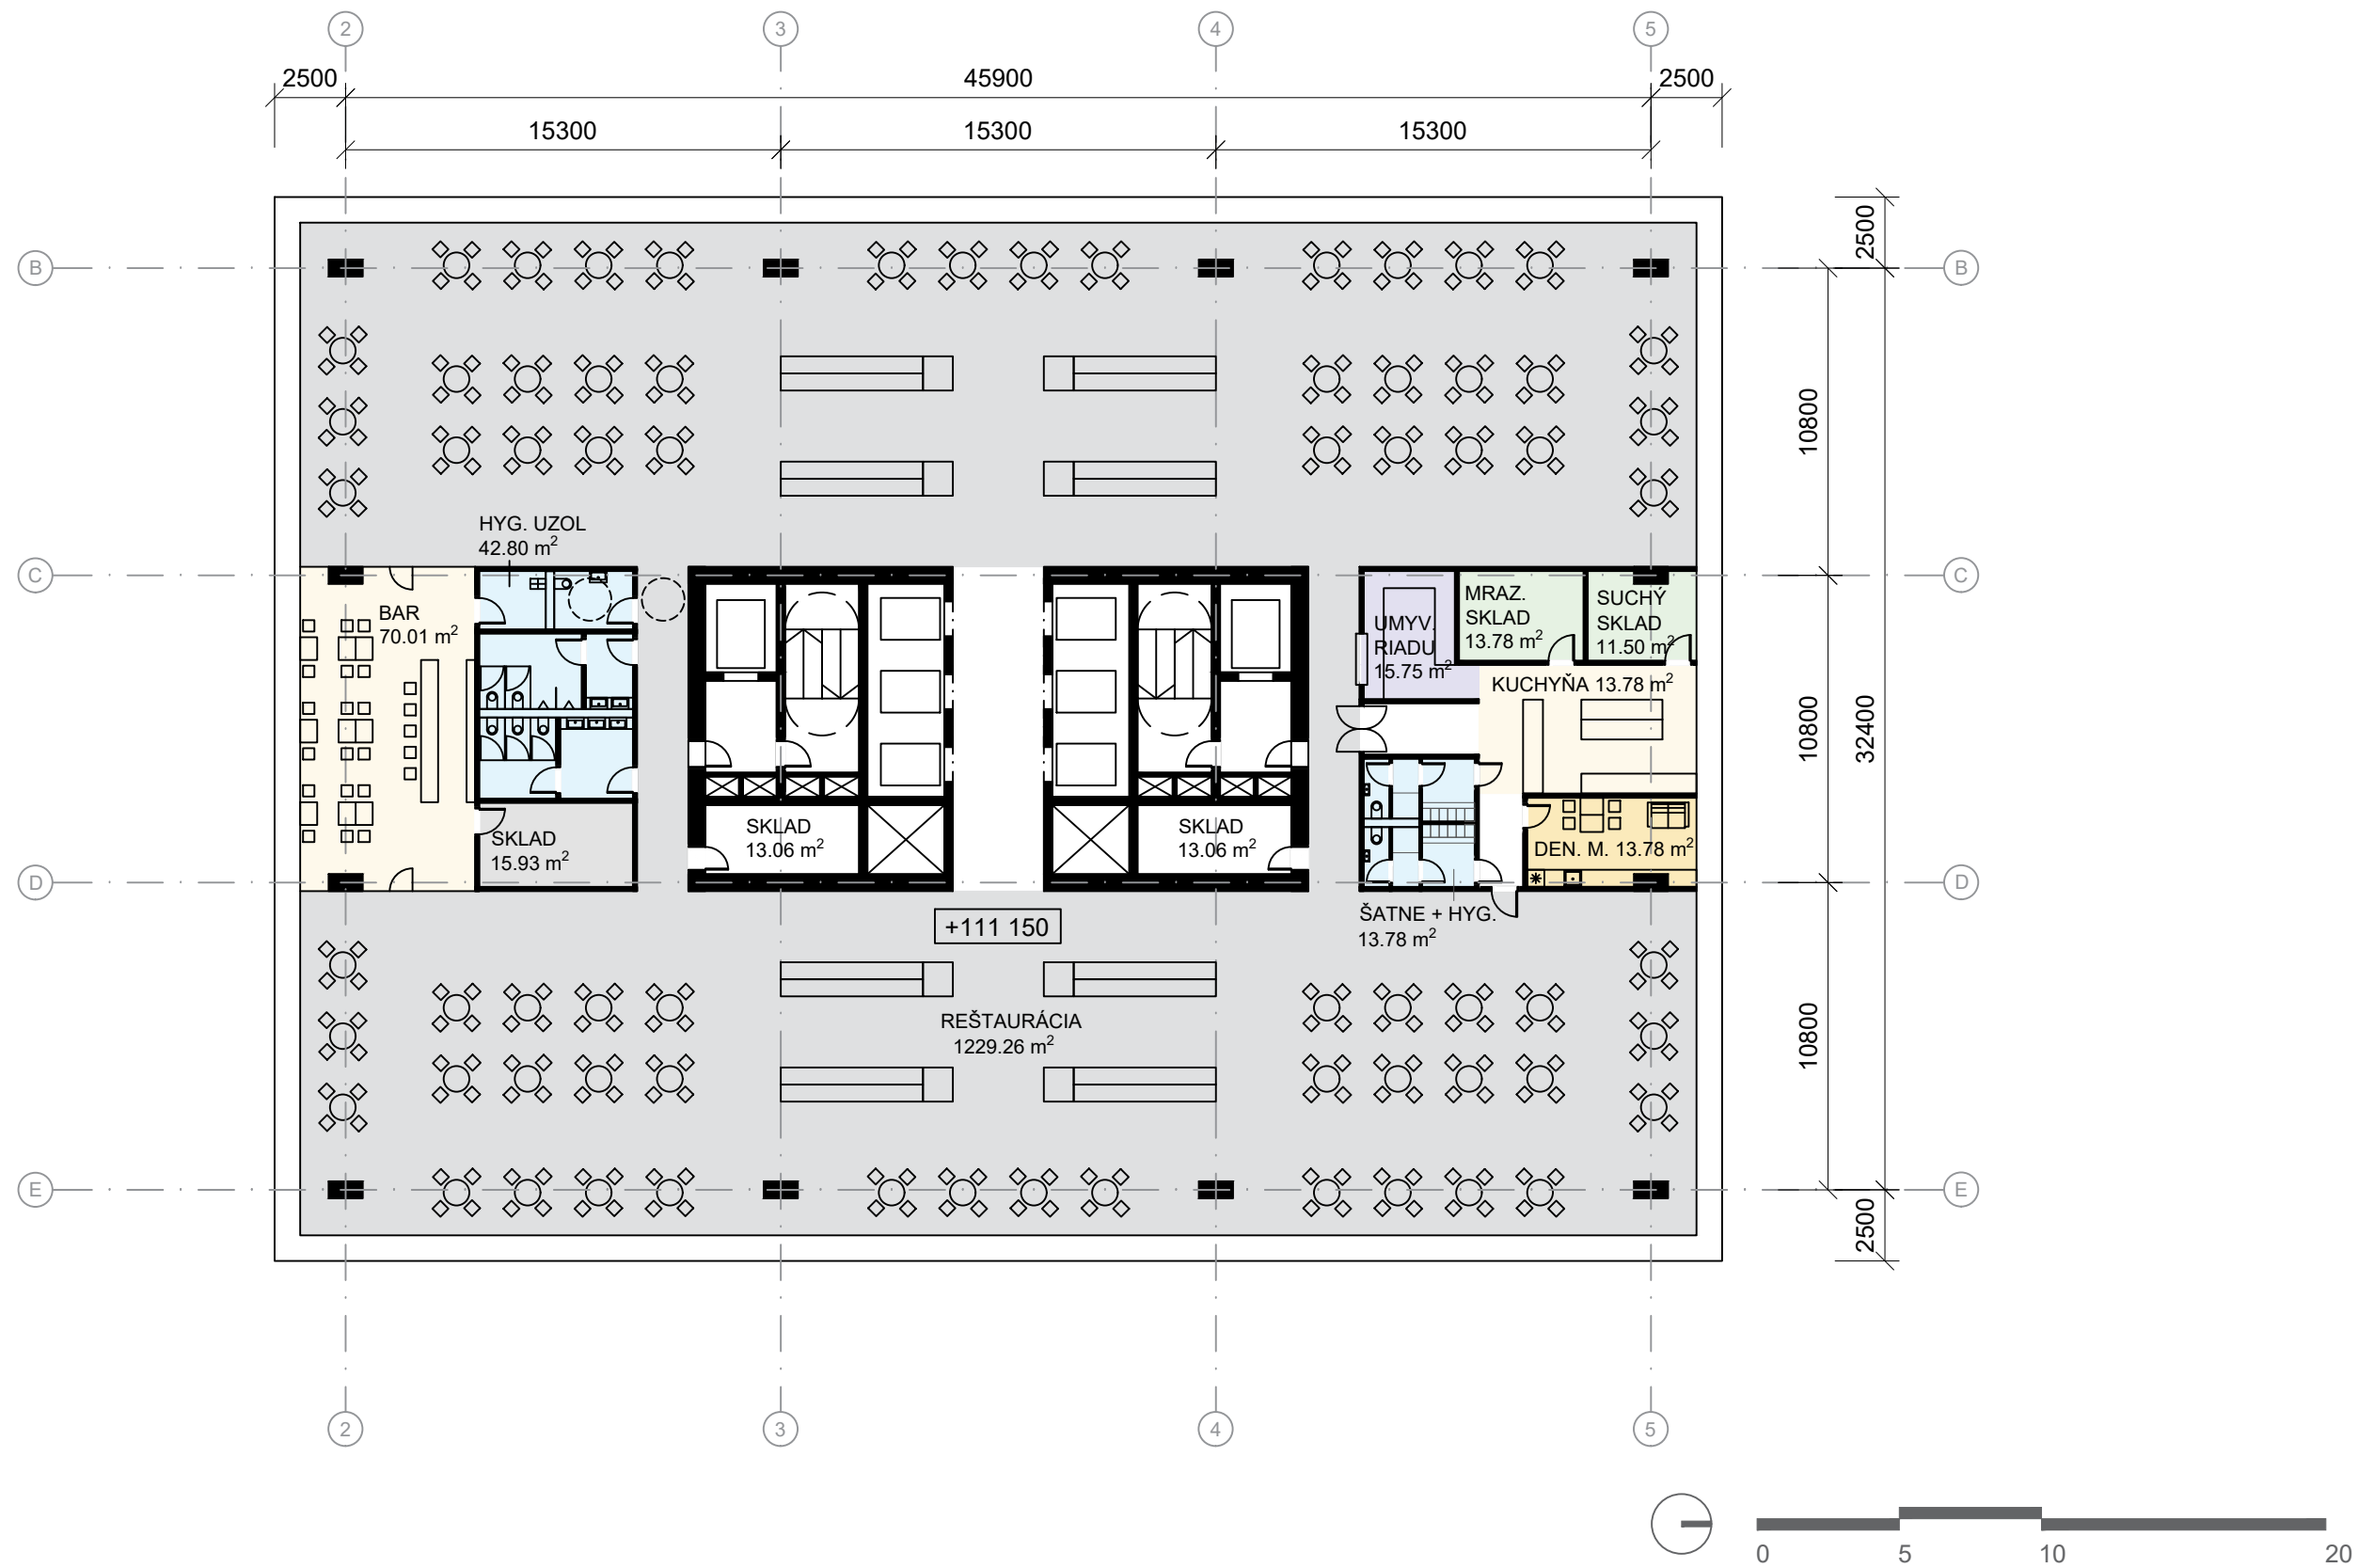 2 3 4 5
2500 45900 2500
15300 15300 15300
2500
B B
10800
HYG. UZOL
42.80 m²
C C
BAR
70.01 m²
UMYV.
RIADU
15.75 m²
MRAZ.
SKLAD
13.78 m²
SUCHÝ
SKLAD
11.50 m²
KUCHYŇA 13.78 m²
10800
32400
SKLAD
15.93 m²
SKLAD
13.06 m²
SKLAD
13.06 m²
DEN. M. 13.78 m²
D D
ŠATNE + HYG.
13.78 m²
+111 150
REŠTAURÁCIA
1229.26 m²
10800
E E
2500
2 3 4 5
0 5 10 20